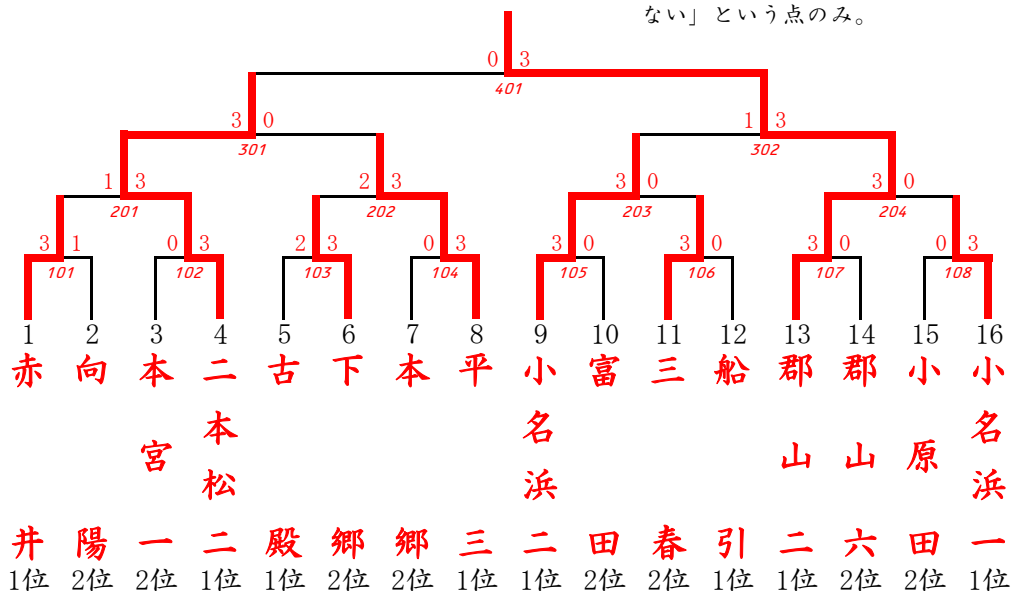 ない」という点のみ。
0 3
401
3 0 1 3
301 302
1 3 2 3 3 0 3 0
201 202 203 204
3 1 0 3 2 3 0 3 3 0 3 0 3 0 0 3
101 102 103 104 105 106 107 108
1 2 3 4 5 6 7 8 9 10 11 12 13 14 15 16
赤井
向陽
本宮一
二本松二
古殿
下郷
本郷
平三
小名浜二
富田
三春
船引
郡山二
郡山六
小原田
小名浜一
1位 2位 2位 1位 1位 2位 2位 1位 1位 2位 2位 1位 1位 2位 2位 1位